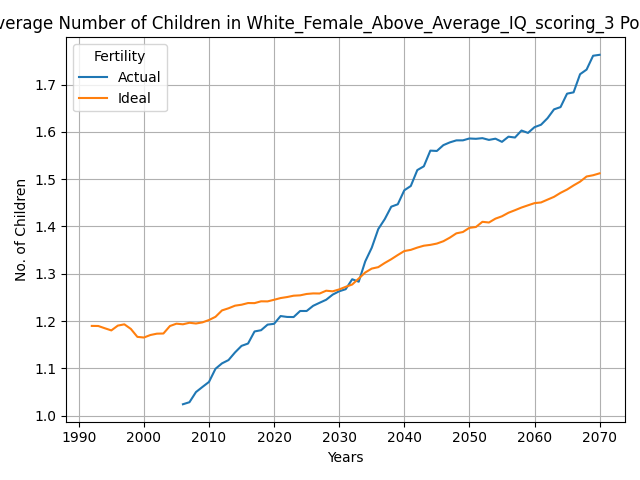 verage Number of Children in White_Female_Above_Average_IQ_scoring_3 Po
Fertility
Actual
Ideal
No. of Children
1.7
1.6
1.5
1.4
1.3
1.2
1.1
1.0
1990 2000 2010 2020 2030 2040 2050 2060 2070
Years